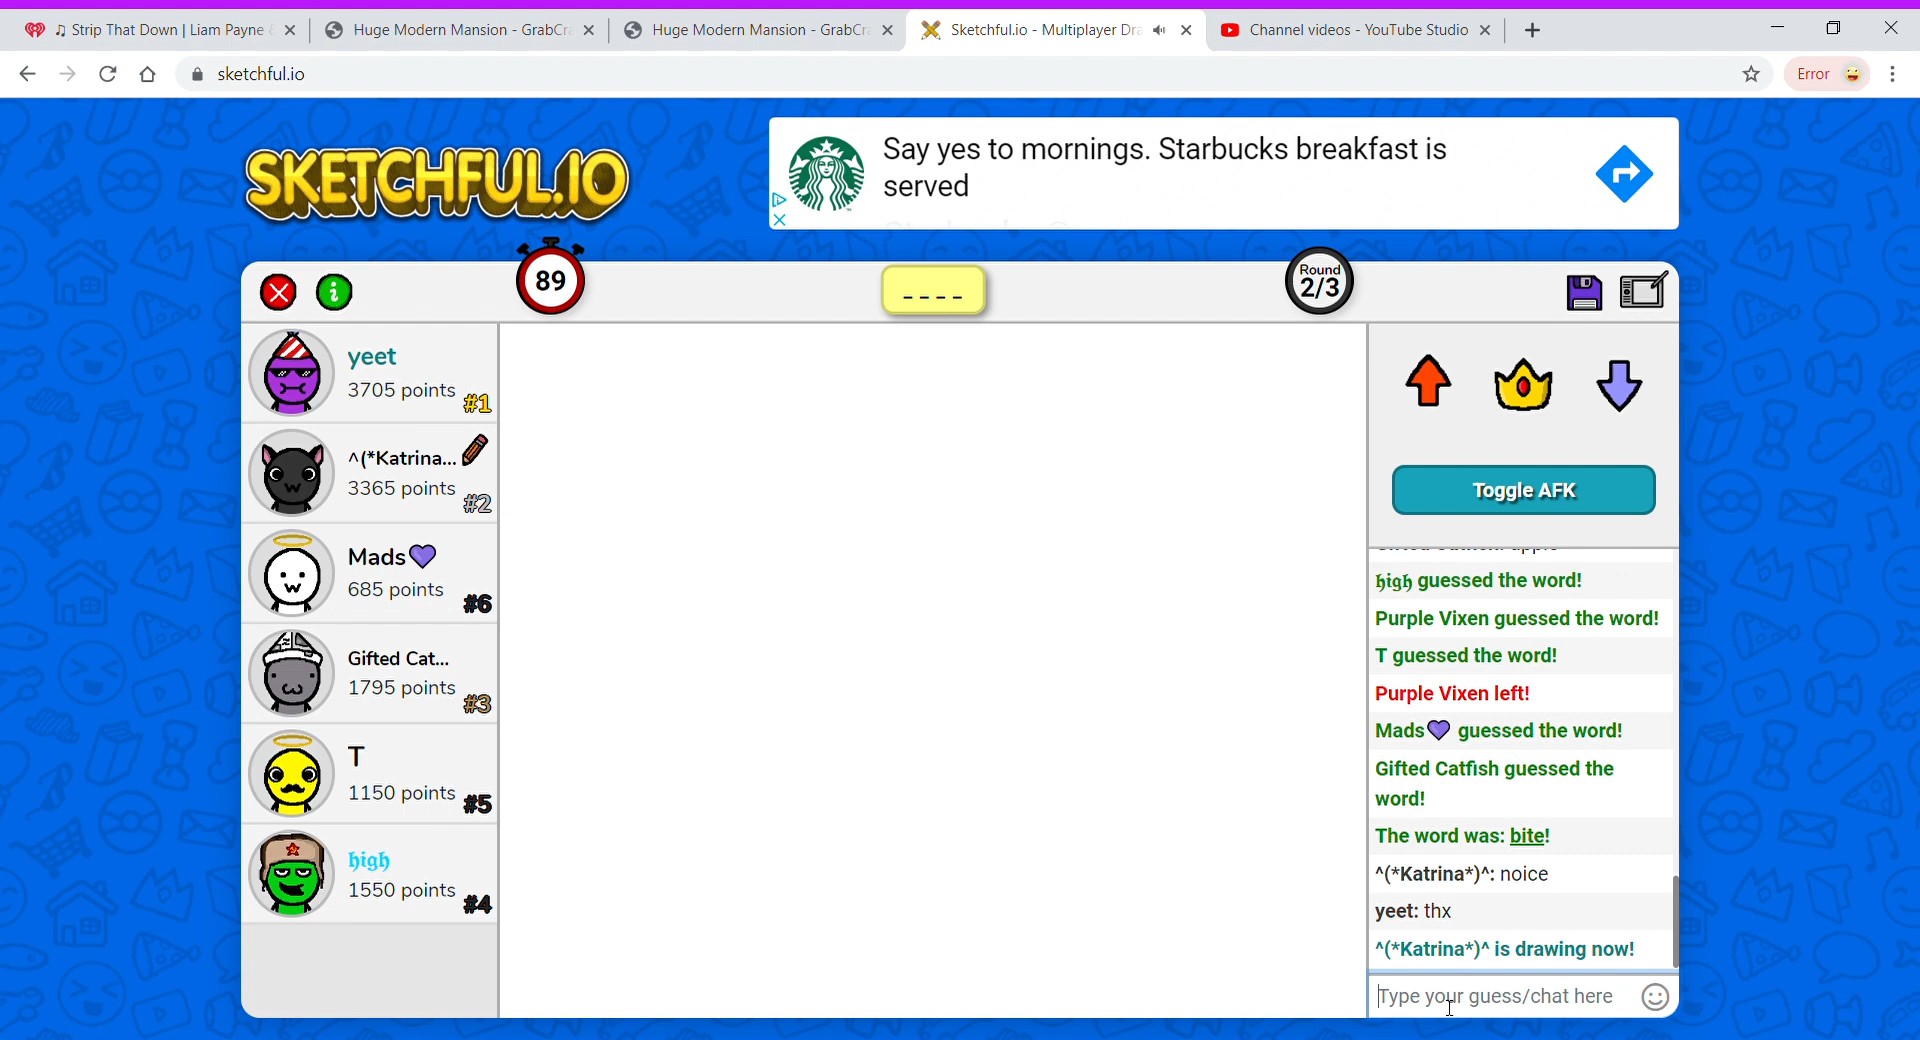 ♫ Strip That Down | Liam Payne
Huge Modern Mansion - GrabCra
Huge Modern Mansion - GrabCra
Sketchful.io - Multiplayer Dra
Channel videos - YouTube Studio
sketchful.io
Error
SKETCHFUL.IO
Say yes to mornings. Starbucks breakfast is
served
89
_ _ _ _
Round
2/3
yeet
3705 points
#1
^(*Katrina...
3365 points
#2
Mads💜
685 points
#6
Gifted Cat...
1795 points
#3
T
1150 points
#5
𝖍𝖎𝖌𝖍
1550 points
#4
Toggle AFK
𝖍𝖎𝖌𝖍 guessed the word!
Purple Vixen guessed the word!
T guessed the word!
Purple Vixen left!
Mads💜 guessed the word!
Gifted Catfish guessed the
word!
The word was: bite!
^(*Katrina*)^: noice
yeet: thx
^(*Katrina*)^ is drawing now!
Type your guess/chat here